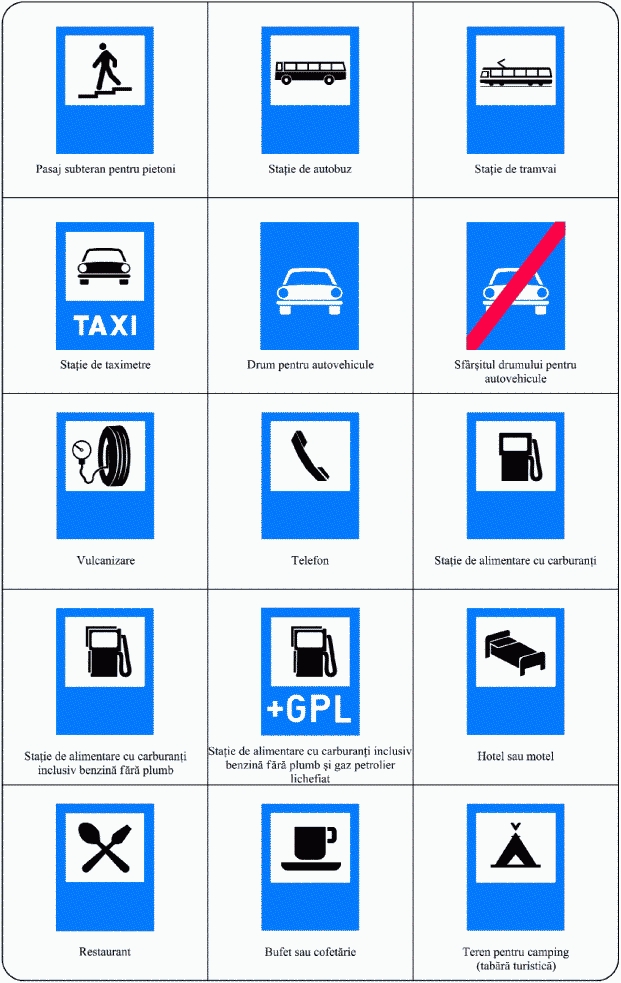 Pasaj subteran pentru pietoni
Stație de autobuz
Stație de tramvai
TAXI
Stație de taximetre
Drum pentru autovehicule
Sfârșitul drumului pentru
autovehicule
Vulcanizare
Telefon
Stație de alimentare cu carburanți
Stație de alimentare cu carburanți
inclusiv benzină fără plumb
+GPL
Stație de alimentare cu carburanți inclusiv
benzină fără plumb și gaz petrolier
lichefiat
Hotel sau motel
Restaurant
Bufet sau cofetărie
Teren pentru camping
(tabără turistică)